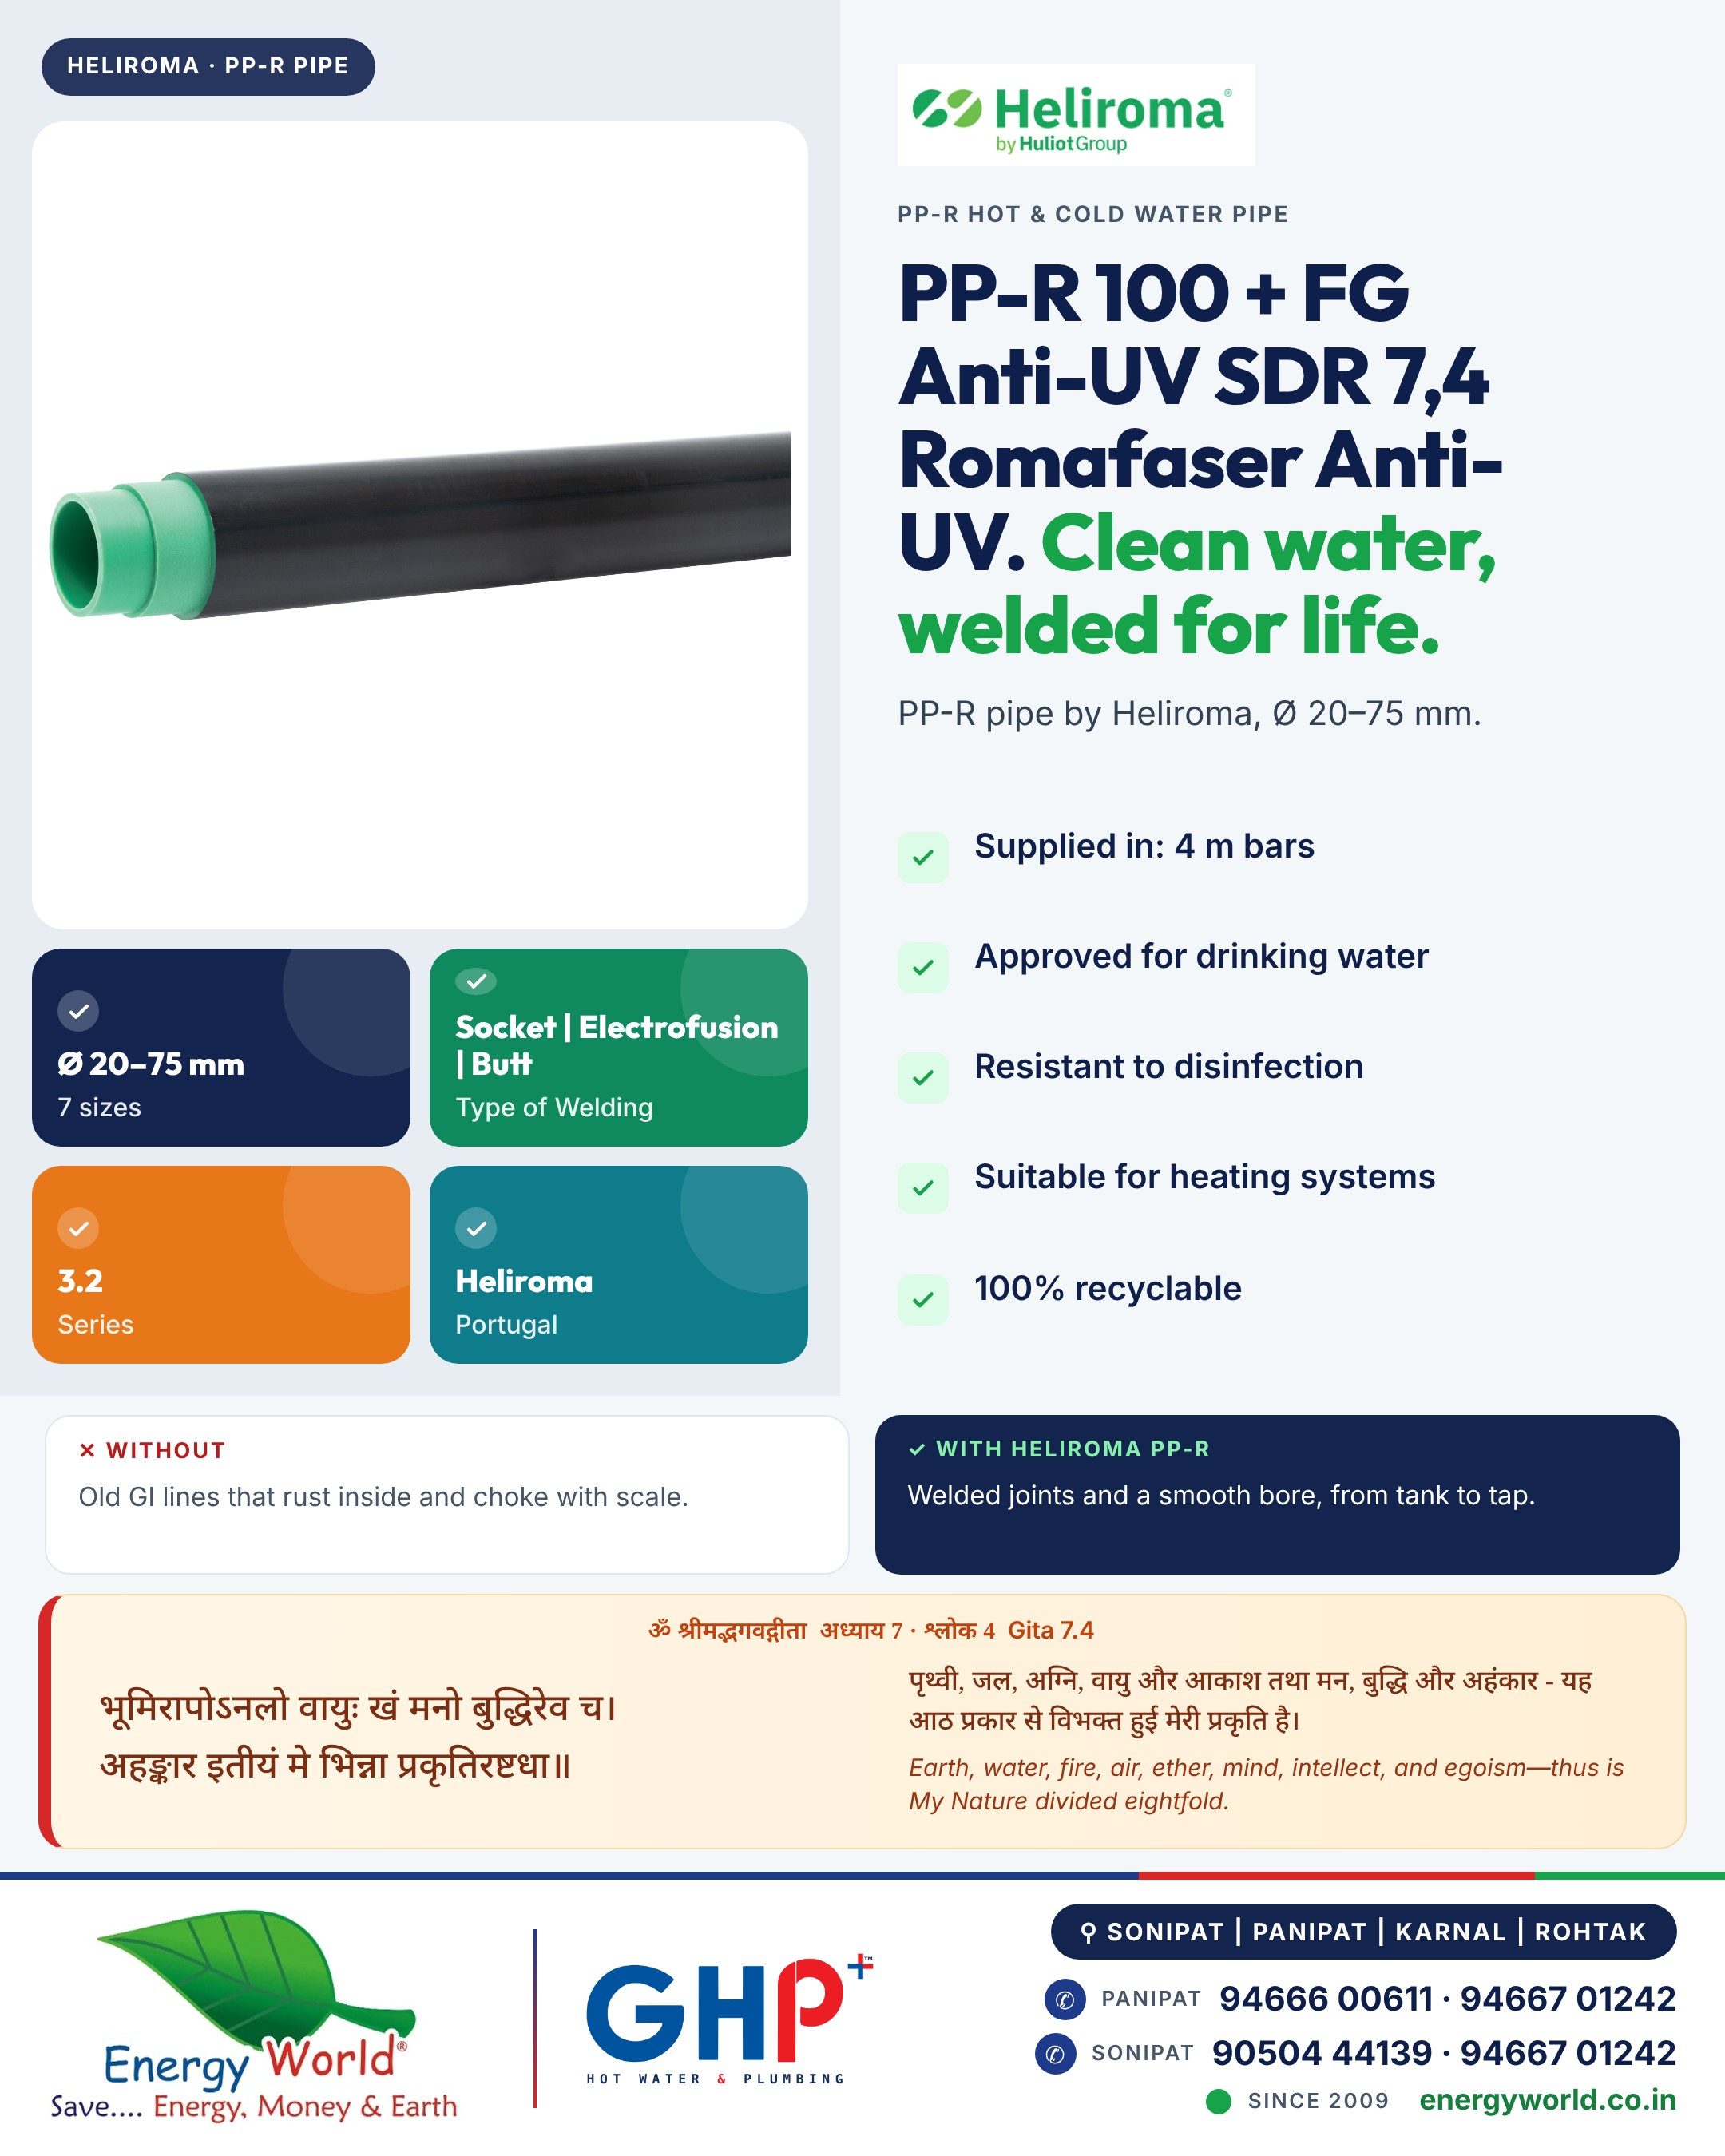 HELIROMA · PP-R PIPE
Heliroma®
by HuliotGroup
PP-R HOT & COLD WATER PIPE
PP-R 100 + FG
Anti-UV SDR 7,4
Romafaser Anti-
UV. Clean water,
welded for life.
PP-R pipe by Heliroma, Ø 20–75 mm.
Supplied in: 4 m bars
Approved for drinking water
Resistant to disinfection
Suitable for heating systems
100% recyclable
Ø 20–75 mm
7 sizes
Socket | Electrofusion
| Butt
Type of Welding
3.2
Series
Heliroma
Portugal
× WITHOUT
Old GI lines that rust inside and choke with scale.
✓ WITH HELIROMA PP-R
Welded joints and a smooth bore, from tank to tap.
ॐ श्रीमद्भगवद्गीता अध्याय 7 · श्लोक 4 Gita 7.4
भूमिरापोऽनलो वायुः खं मनो बुद्धिरेव च।
अहङ्कार इतीयं मे भिन्ना प्रकृतिरष्टधा॥
पृथ्वी, जल, अग्नि, वायु और आकाश तथा मन, बुद्धि और अहंकार - यह
आठ प्रकार से विभक्त हुई मेरी प्रकृति है।
Earth, water, fire, air, ether, mind, intellect, and egoism—thus is
My Nature divided eightfold.
Energy World®
Save.... Energy, Money & Earth
GHP+™
HOT WATER & PLUMBING
SONIPAT | PANIPAT | KARNAL | ROHTAK
PANIPAT 94666 00611 · 94667 01242
SONIPAT 90504 44139 · 94667 01242
SINCE 2009 energyworld.co.in